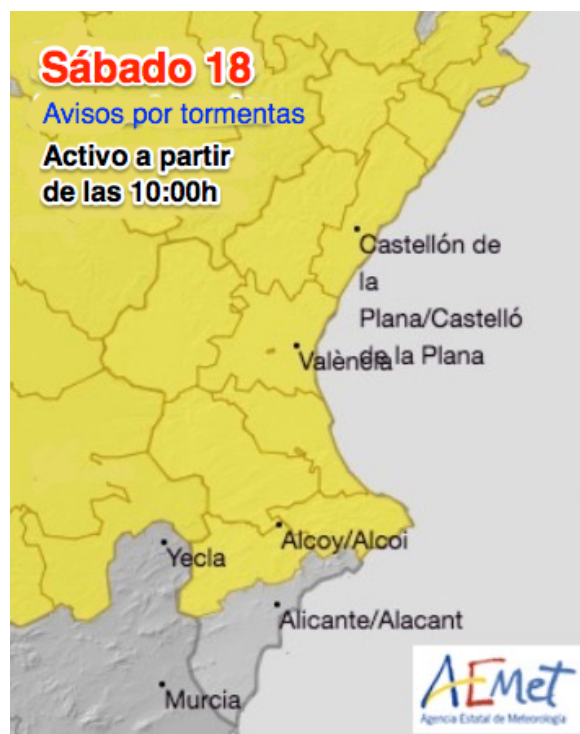 Sábado 18
Avisos por tormentas
Activo a partir
de las 10:00h
Castellón de
la
Plana/Castelló
de la Plana
València
Alcoy/Alcoi
Yecla
Alicante/Alacant
Murcia
AEMet
Agencia Estatal de Meteorología